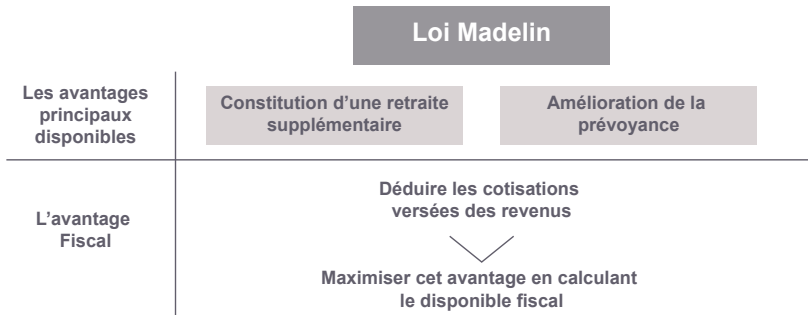 Loi Madelin
Les avantages
principaux
disponibles
Constitution d’une retraite
supplémentaire
Amélioration de la
prévoyance
L’avantage
Fiscal
Déduire les cotisations
versées des revenus
Maximiser cet avantage en calculant
le disponible fiscal